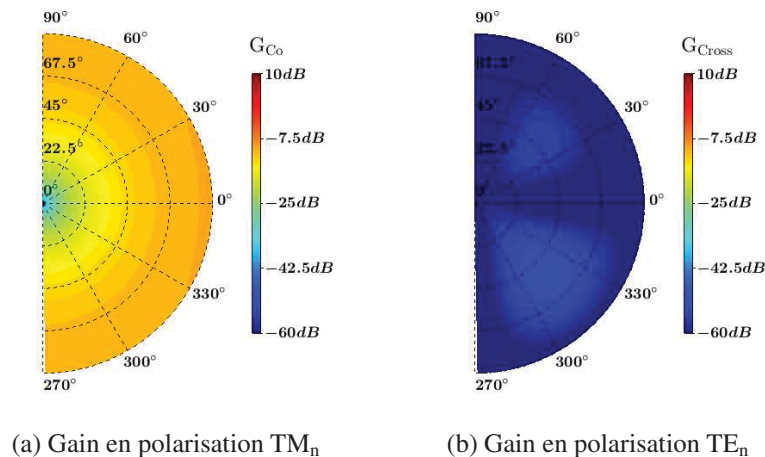 90°
60°
67.5°
45°
30°
22.5°
0°
0°
330°
300°
270°
G_Co
10dB
−7.5dB
−25dB
−42.5dB
−60dB
90°
60°
45°
30°
0°
0°
330°
300°
270°
G_Cross
10dB
−7.5dB
−25dB
−42.5dB
−60dB
(a) Gain en polarisation TM_n
(b) Gain en polarisation TE_n